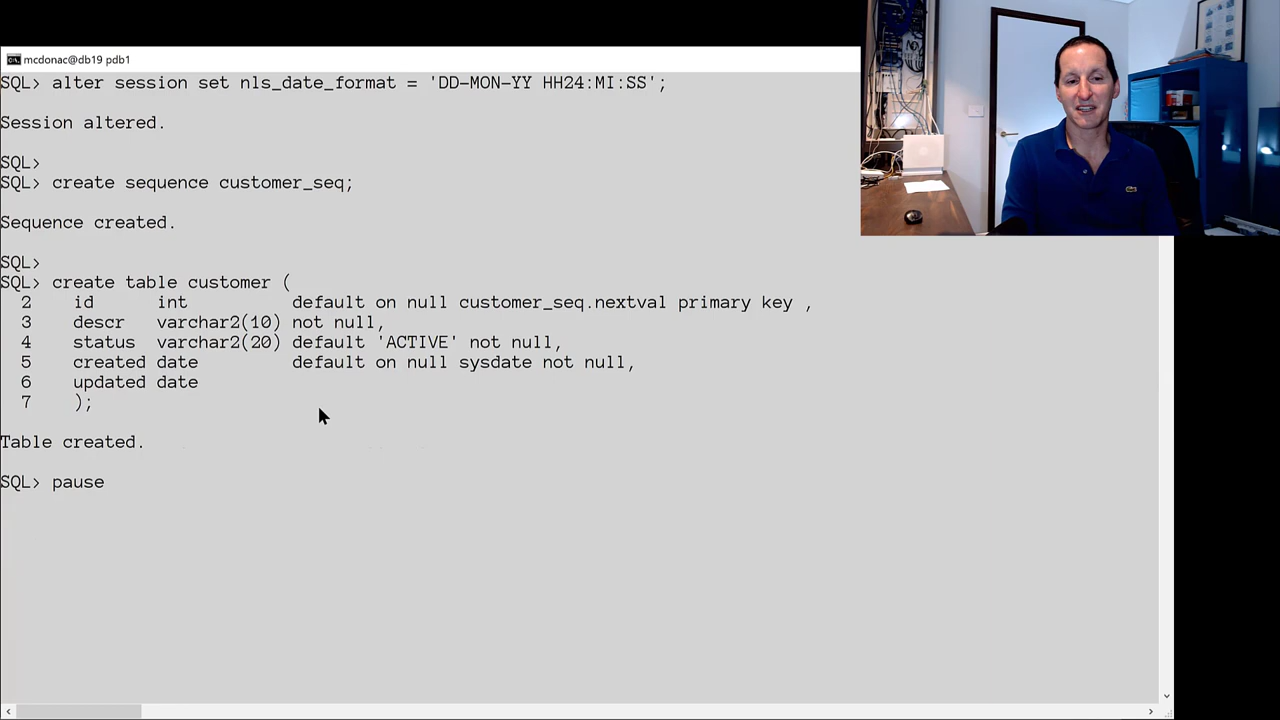 mcdonac@db19 pdb1
SQL> alter session set nls_date_format = 'DD-MON-YY HH24:MI:SS';
Session altered.
SQL>
SQL> create sequence customer_seq;
Sequence created.
SQL>
SQL> create table customer (
2 id int default on null customer_seq.nextval primary key ,
3 descr varchar2(10) not null,
4 status varchar2(20) default 'ACTIVE' not null,
5 created date default on null sysdate not null,
6 updated date
7 );
Table created.
SQL> pause